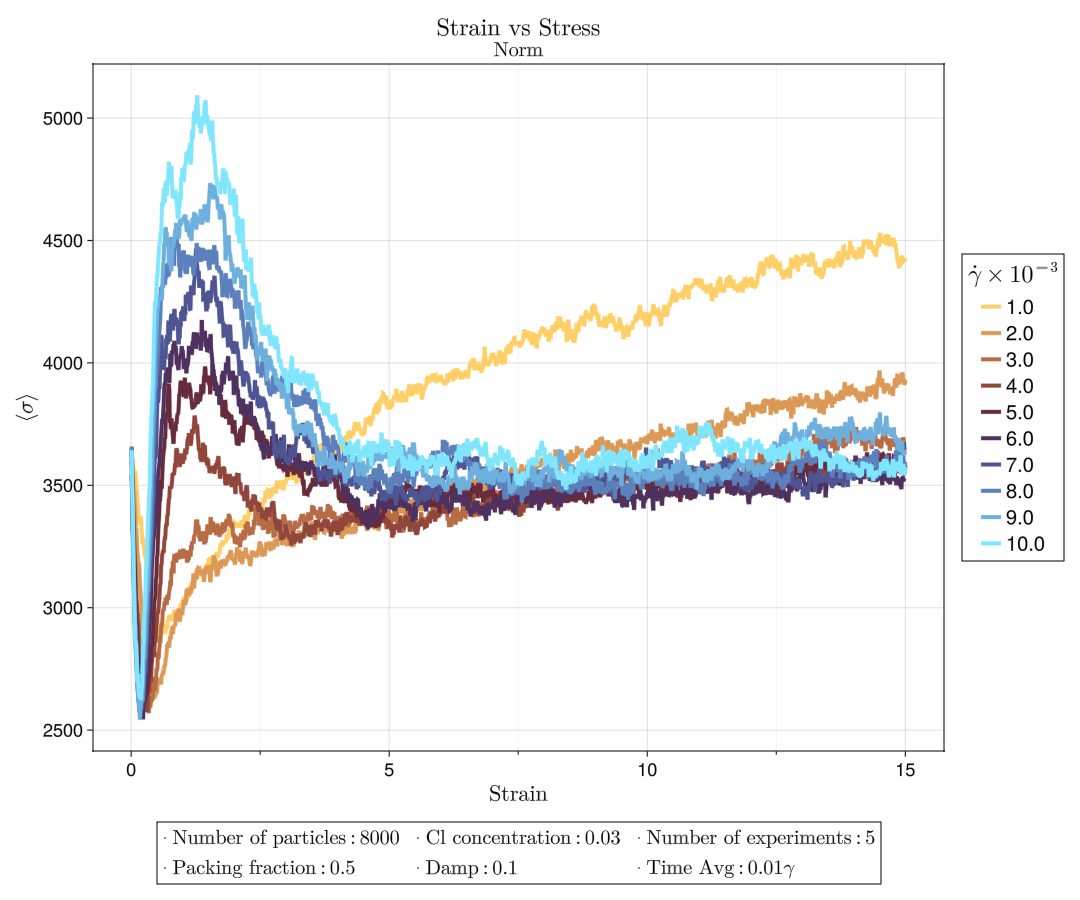 Strain vs Stress
Norm
5000
4500
4000
3500
3000
2500
⟨σ⟩
0 5 10 15
Strain
γ̇ × 10⁻³
1.0
2.0
3.0
4.0
5.0
6.0
7.0
8.0
9.0
10.0
· Number of particles : 8000 · Cl concentration : 0.03 · Number of experiments : 5
· Packing fraction : 0.5 · Damp : 0.1 · Time Avg : 0.01γ